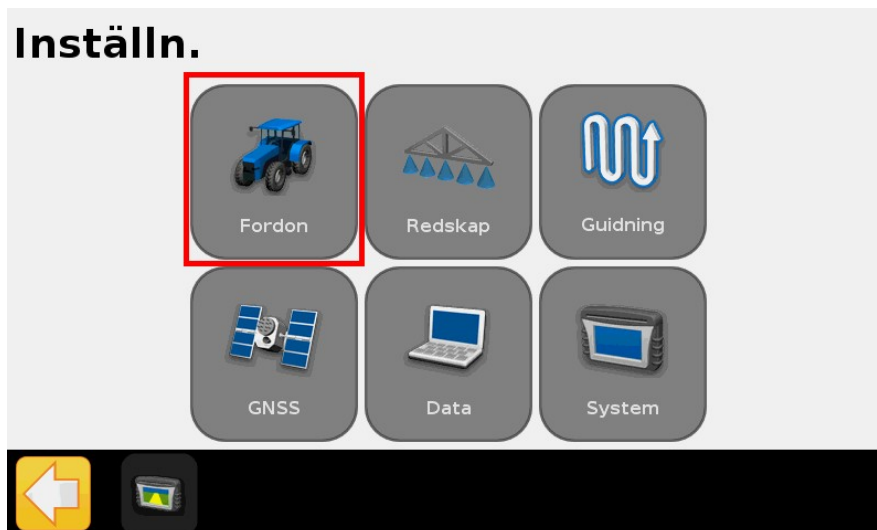 Inställn.
Fordon
Redskap
Guidning
GNSS
Data
System